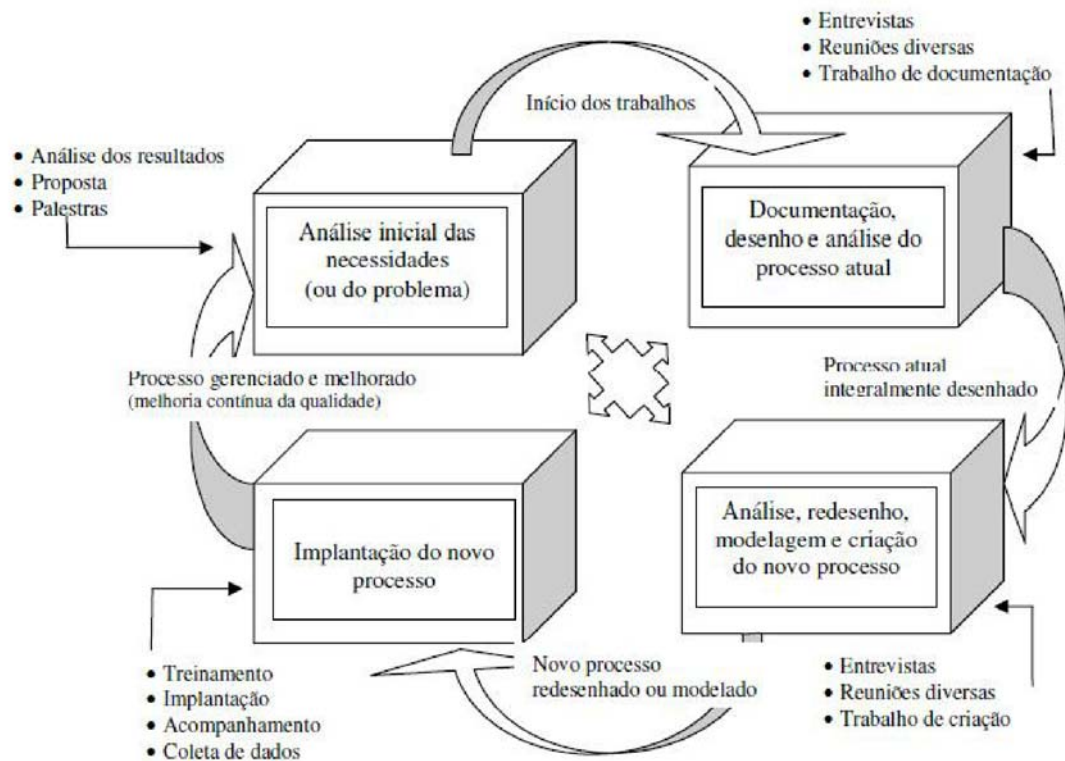 • Entrevistas
• Reuniões diversas
• Trabalho de documentação
Início dos trabalhos
• Análise dos resultados
• Proposta
• Palestras
Análise inicial das
necessidades
(ou do problema)
Documentação,
desenho e análise do
processo atual
Processo gerenciado e melhorado
(melhoria contínua da qualidade)
Processo atual
integralmente desenhado
Implantação do novo
processo
Análise, redesenho,
modelagem e criação
do novo processo
• Treinamento
• Implantação
• Acompanhamento
• Coleta de dados
Novo processo
redesenhado ou modelado
• Entrevistas
• Reuniões diversas
• Trabalho de criação